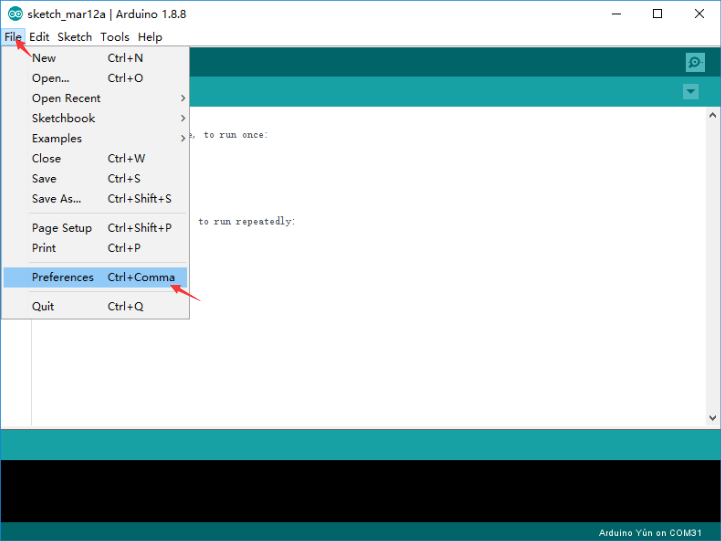 sketch_mar12a | Arduino 1.8.8
File Edit Sketch Tools Help
New Ctrl+N
Open... Ctrl+O
Open Recent
Sketchbook
Examples
Close Ctrl+W
Save Ctrl+S
Save As... Ctrl+Shift+S
Page Setup Ctrl+Shift+P
Print Ctrl+P
Preferences Ctrl+Comma
Quit Ctrl+Q
e, to run once:
to run repeatedly:
Arduino Yún on COM31